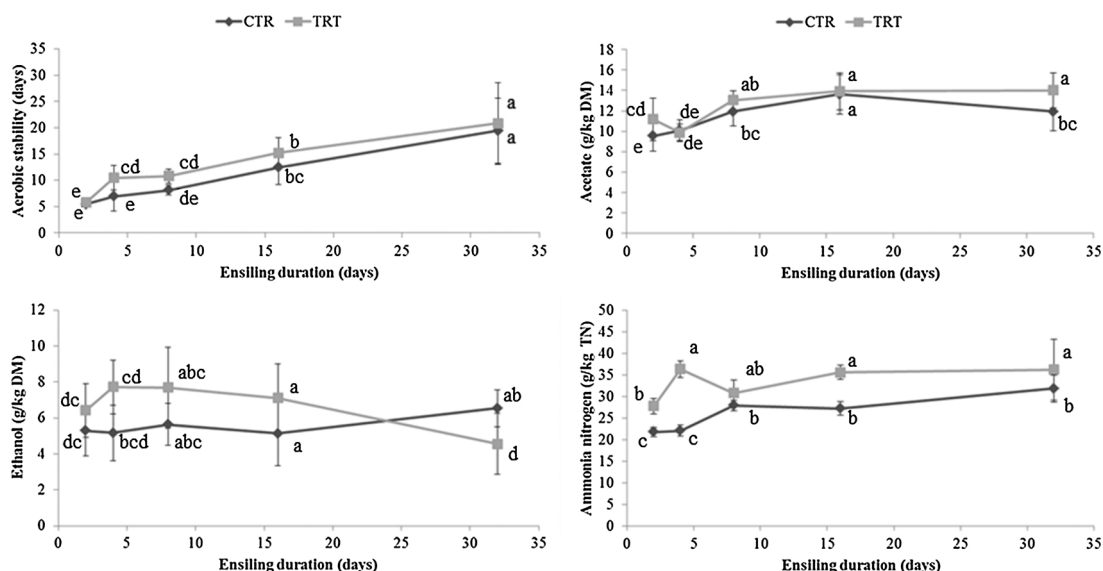 CTR TRT
35
30
25
20
15
10
5
0
Aerobic stability (days)
e
e
cd
e
cd
de
b
bc
a
a
0 5 10 15 20 25 30 35
Ensiling duration (days)
CTR TRT
18
16
14
12
10
8
6
4
2
0
Acetate (g/kg DM)
cd
e
de
de
ab
bc
a
a
a
bc
0 5 10 15 20 25 30 35
Ensiling duration (days)
12
10
8
6
4
2
0
Ethanol (g/kg DM)
dc
dc
cd
bcd
abc
abc
a
a
ab
d
0 5 10 15 20 25 30 35
Ensiling duration (days)
50
45
40
35
30
25
20
15
10
5
0
Ammonia nitrogen (g/kg TN)
b
c
a
c
ab
b
a
b
a
b
0 5 10 15 20 25 30 35
Ensiling duration (days)